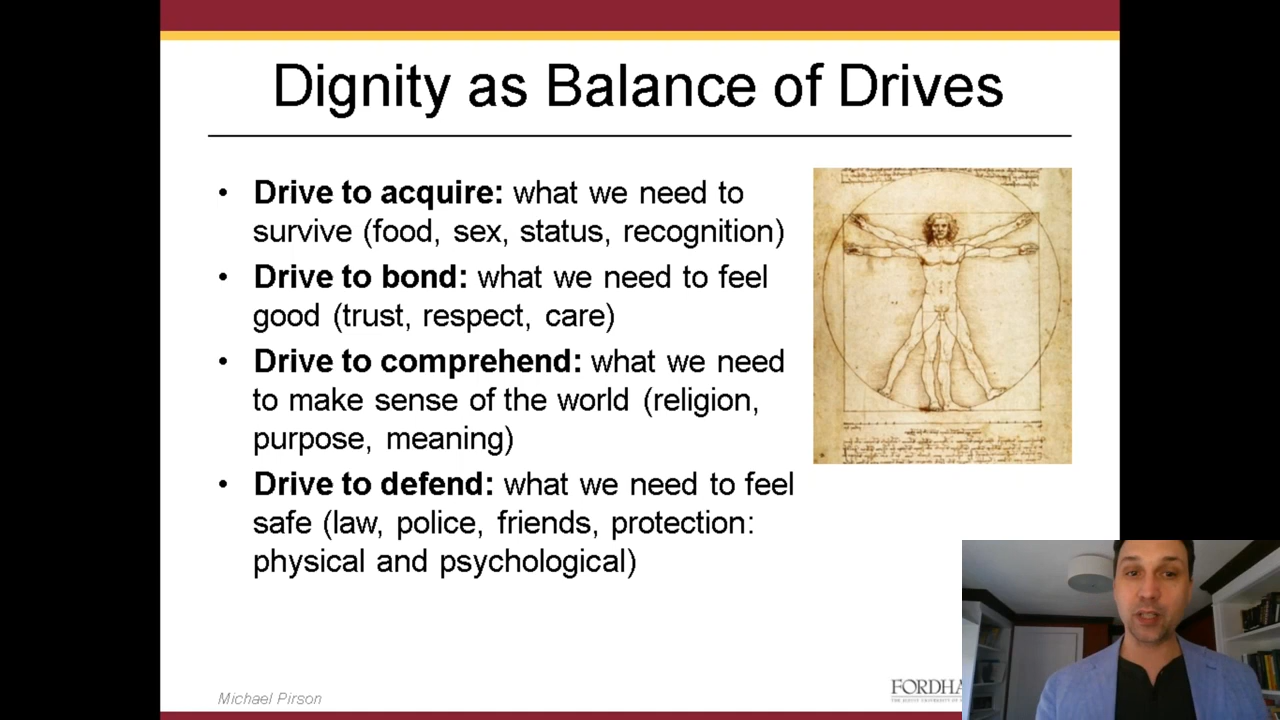 Dignity as Balance of Drives
• Drive to acquire: what we need to
survive (food, sex, status, recognition)
• Drive to bond: what we need to feel
good (trust, respect, care)
• Drive to comprehend: what we need
to make sense of the world (religion,
purpose, meaning)
• Drive to defend: what we need to feel
safe (law, police, friends, protection:
physical and psychological)
Michael Pirson
FORDHA